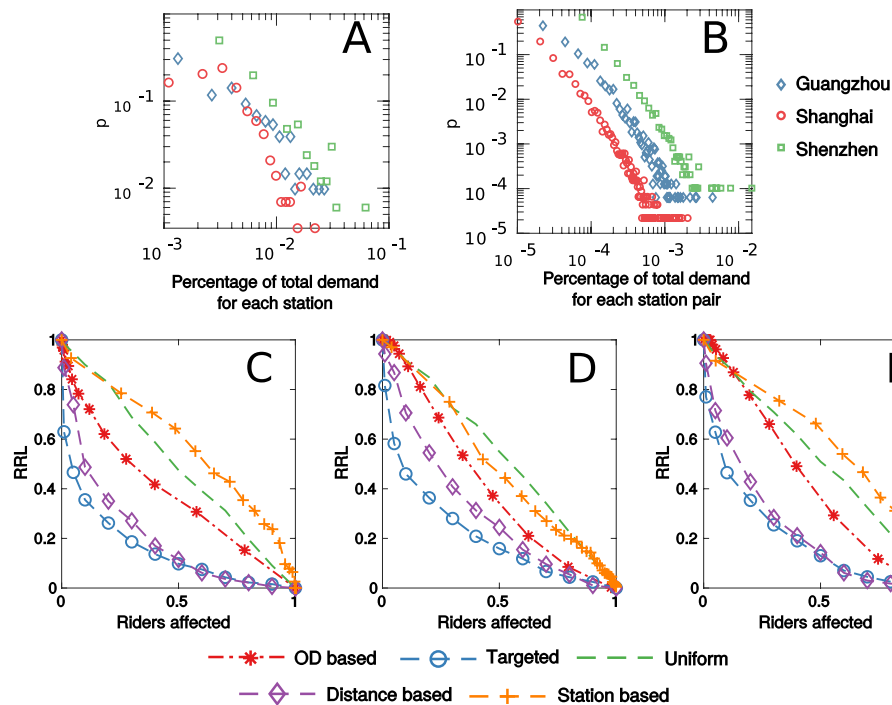 A
p
10 -1
10 -2
10 -3
10 -2
10 -1
Percentage of total demand
for each station
B
p
10 -1
10 -2
10 -3
10 -4
10 -5
10 -5
10 -4
10 -3
10 -2
Percentage of total demand
for each station pair
Guangzhou
Shanghai
Shenzhen
C
RRL
1
0.8
0.6
0.4
0.2
0
0
0.5
1
Riders affected
D
RRL
1
0.8
0.6
0.4
0.2
0
0
0.5
1
Riders affected
RRL
1
0.8
0.6
0.4
0.2
0
0
0.5
Riders affected
OD based
Targeted
Uniform
Distance based
Station based